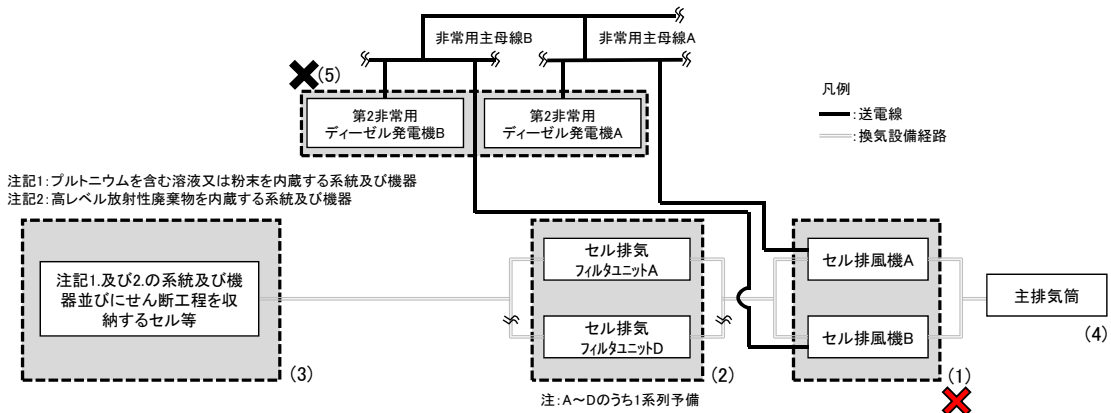 非常用主母線B
非常用主母線A
(5)
第2非常用
ディーゼル発電機B
第2非常用
ディーゼル発電機A
凡例
:送電線
:換気設備経路
注記1:プルトニウムを含む溶液又は粉末を内蔵する系統及び機器
注記2:高レベル放射性廃棄物を内蔵する系統及び機器
注記1.及び2.の系統及び機
器並びにせん断工程を収
納するセル等
(3)
セル排気
フィルタユニットA
セル排気
フィルタユニットD
(2)
注:A~Dのうち1系列予備
セル排風機A
セル排風機B
(1)
主排気筒
(4)